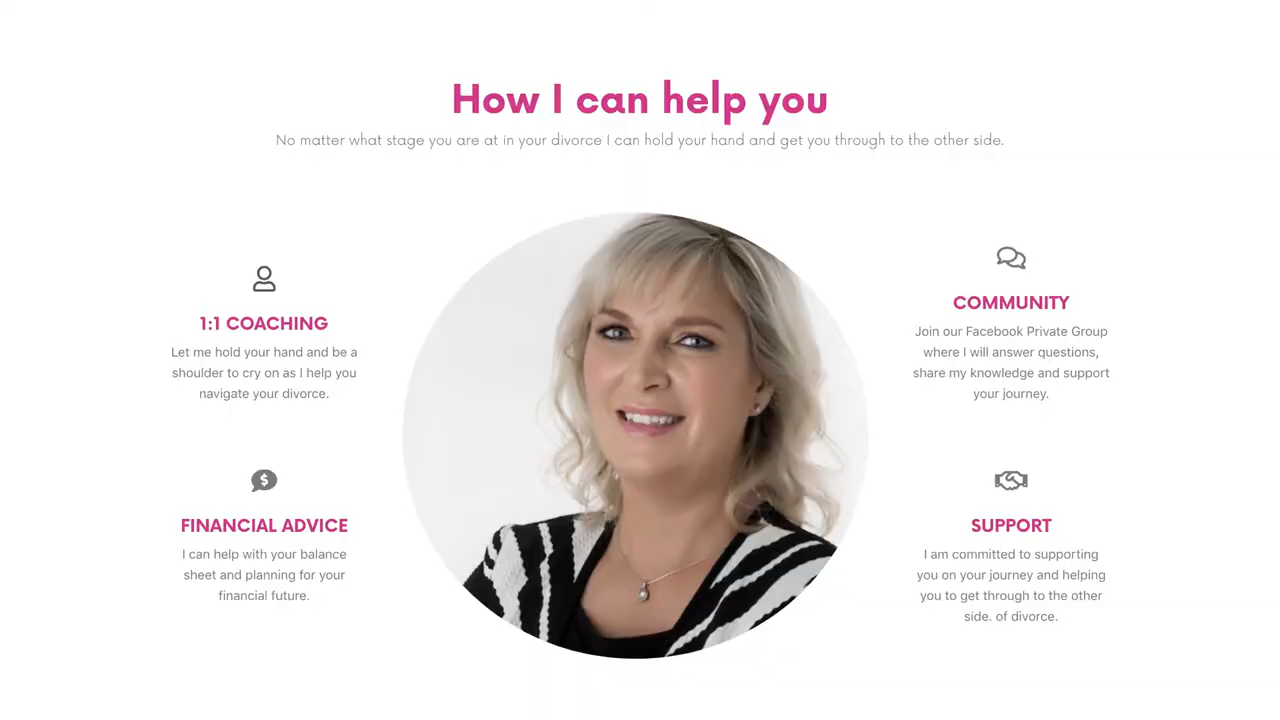 How I can help you
No matter what stage you are at in your divorce I can hold your hand and get you through to the other side.
1:1 COACHING
Let me hold your hand and be a
shoulder to cry on as I help you
navigate your divorce.
FINANCIAL ADVICE
I can help with your balance
sheet and planning for your
financial future.
COMMUNITY
Join our Facebook Private Group
where I will answer questions,
share my knowledge and support
your journey.
SUPPORT
I am committed to supporting
you on your journey and helping
you to get through to the other
side. of divorce.